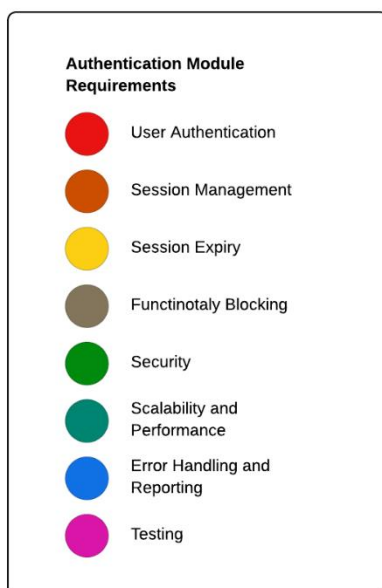 Authentication Module
Requirements
User Authentication
Session Management
Session Expiry
Functinotaly Blocking
Security
Scalability and
Performance
Error Handling and
Reporting
Testing